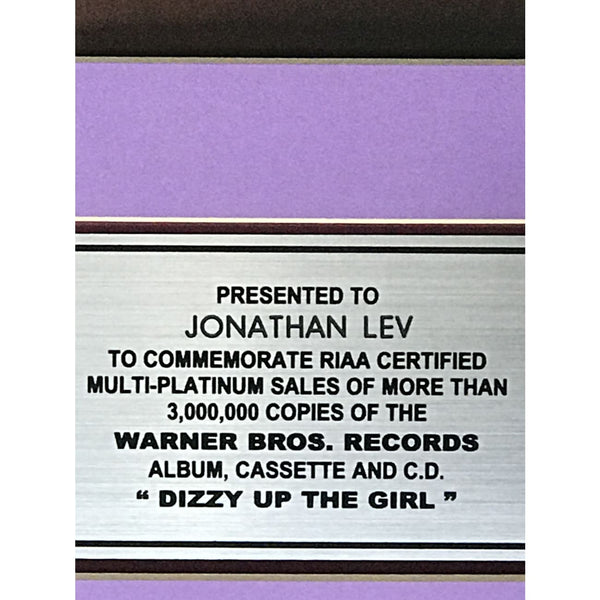 PRESENTED TO
JONATHAN LEV
TO COMMEMORATE RIAA CERTIFIED
MULTI-PLATINUM SALES OF MORE THAN
3,000,000 COPIES OF THE
WARNER BROS. RECORDS
ALBUM, CASSETTE AND C.D.
“ DIZZY UP THE GIRL ”